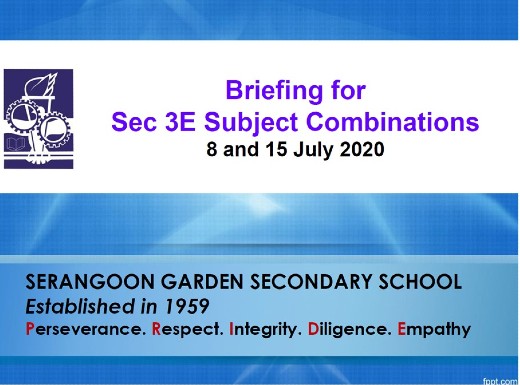 Briefing for
Sec 3E Subject Combinations
8 and 15 July 2020
SERANGOON GARDEN SECONDARY SCHOOL
Established in 1959
Perseverance. Respect. Integrity. Diligence. Empathy
fppt.com